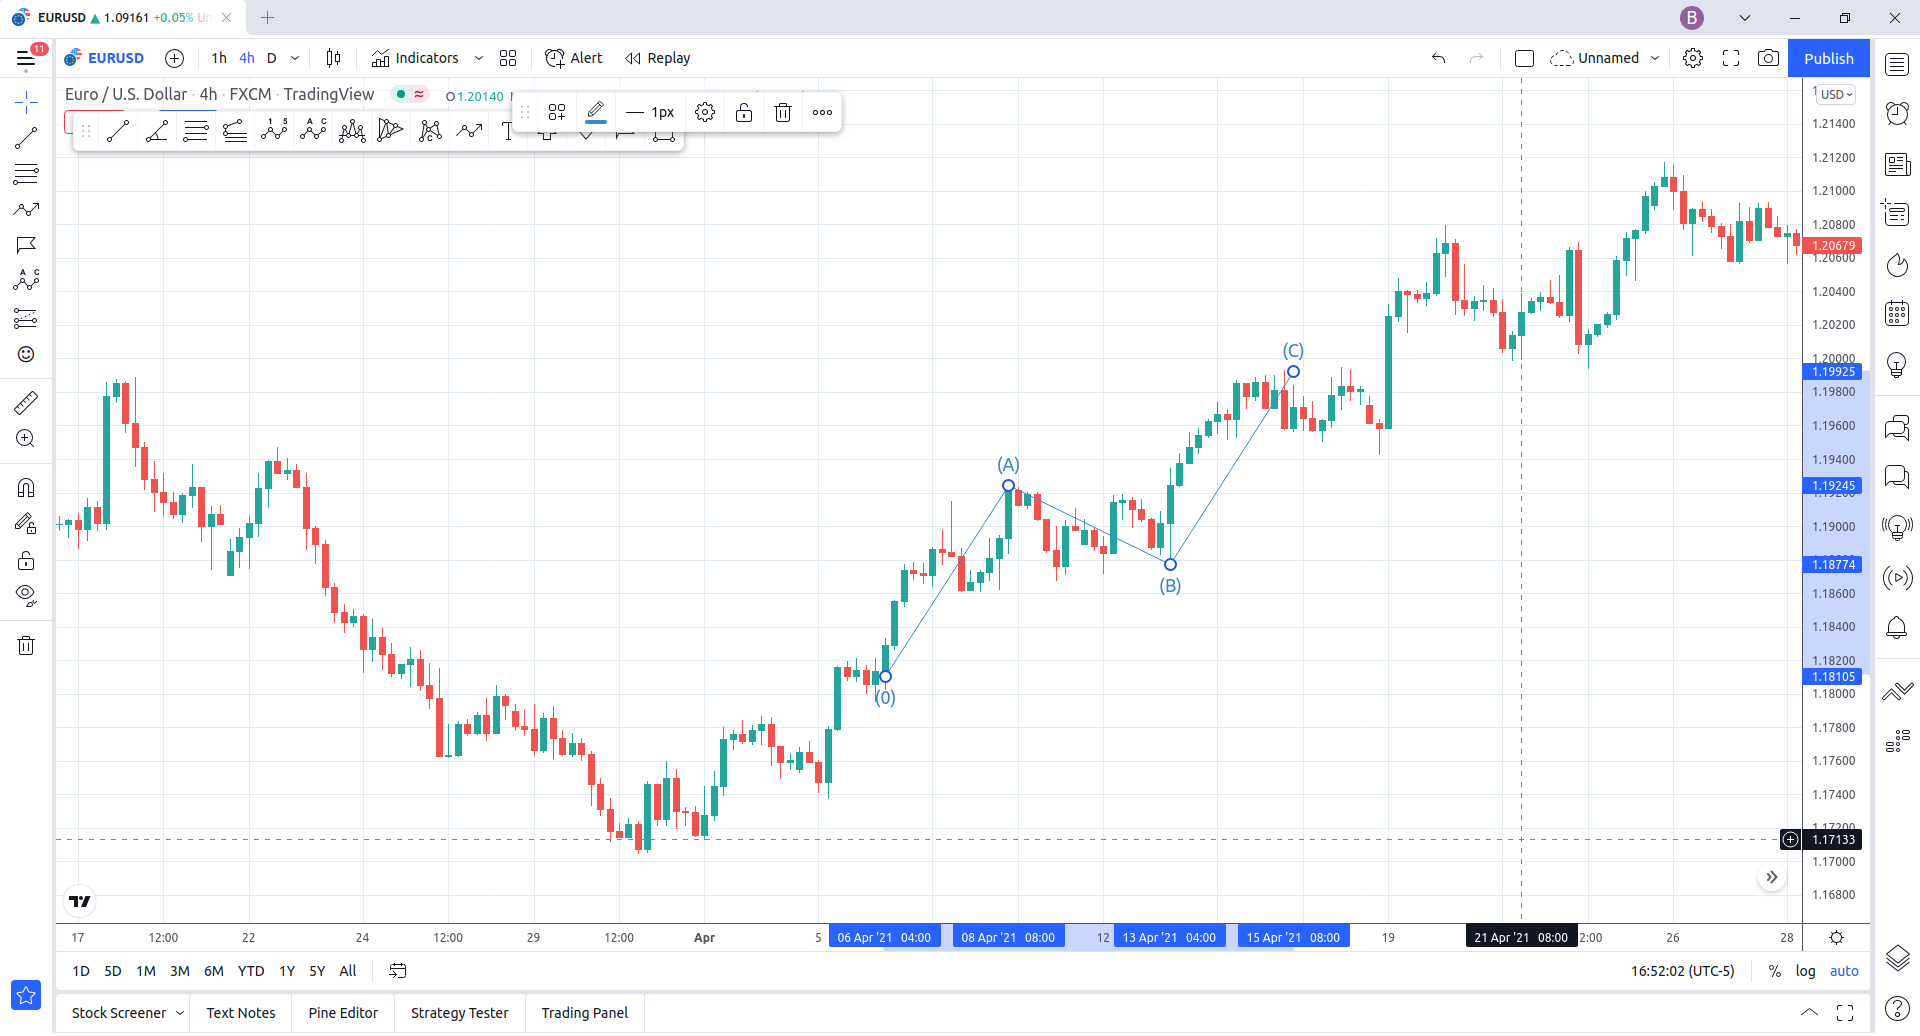 EURUSD ▲ 1.09161 +0.05% Un
B
11
EURUSD
1h 4h D
Indicators
Alert
Replay
Unnamed
Publish
Euro / U.S. Dollar · 4h · FXCM · TradingView
O1.20140
1px
USD
1.21400
1.21200
1.21000
1.20800
1.20679
1.20600
1.20400
1.20200
1.20000
1.19925
1.19800
1.19600
1.19400
1.19245
1.19200
1.19000
1.18774
1.18600
1.18400
1.18200
1.18105
1.18000
1.17800
1.17600
1.17400
1.17200
1.17133
1.17000
1.16800
(0)
(A)
(B)
(C)
17 12:00 22 24 12:00 29 12:00 Apr 5 06 Apr '21 04:00 08 Apr '21 08:00 12 13 Apr '21 04:00 15 Apr '21 08:00 19 21 Apr '21 08:00 2:00 26 28
1D 5D 1M 3M 6M YTD 1Y 5Y All
16:52:02 (UTC-5) % log auto
Stock Screener Text Notes Pine Editor Strategy Tester Trading Panel